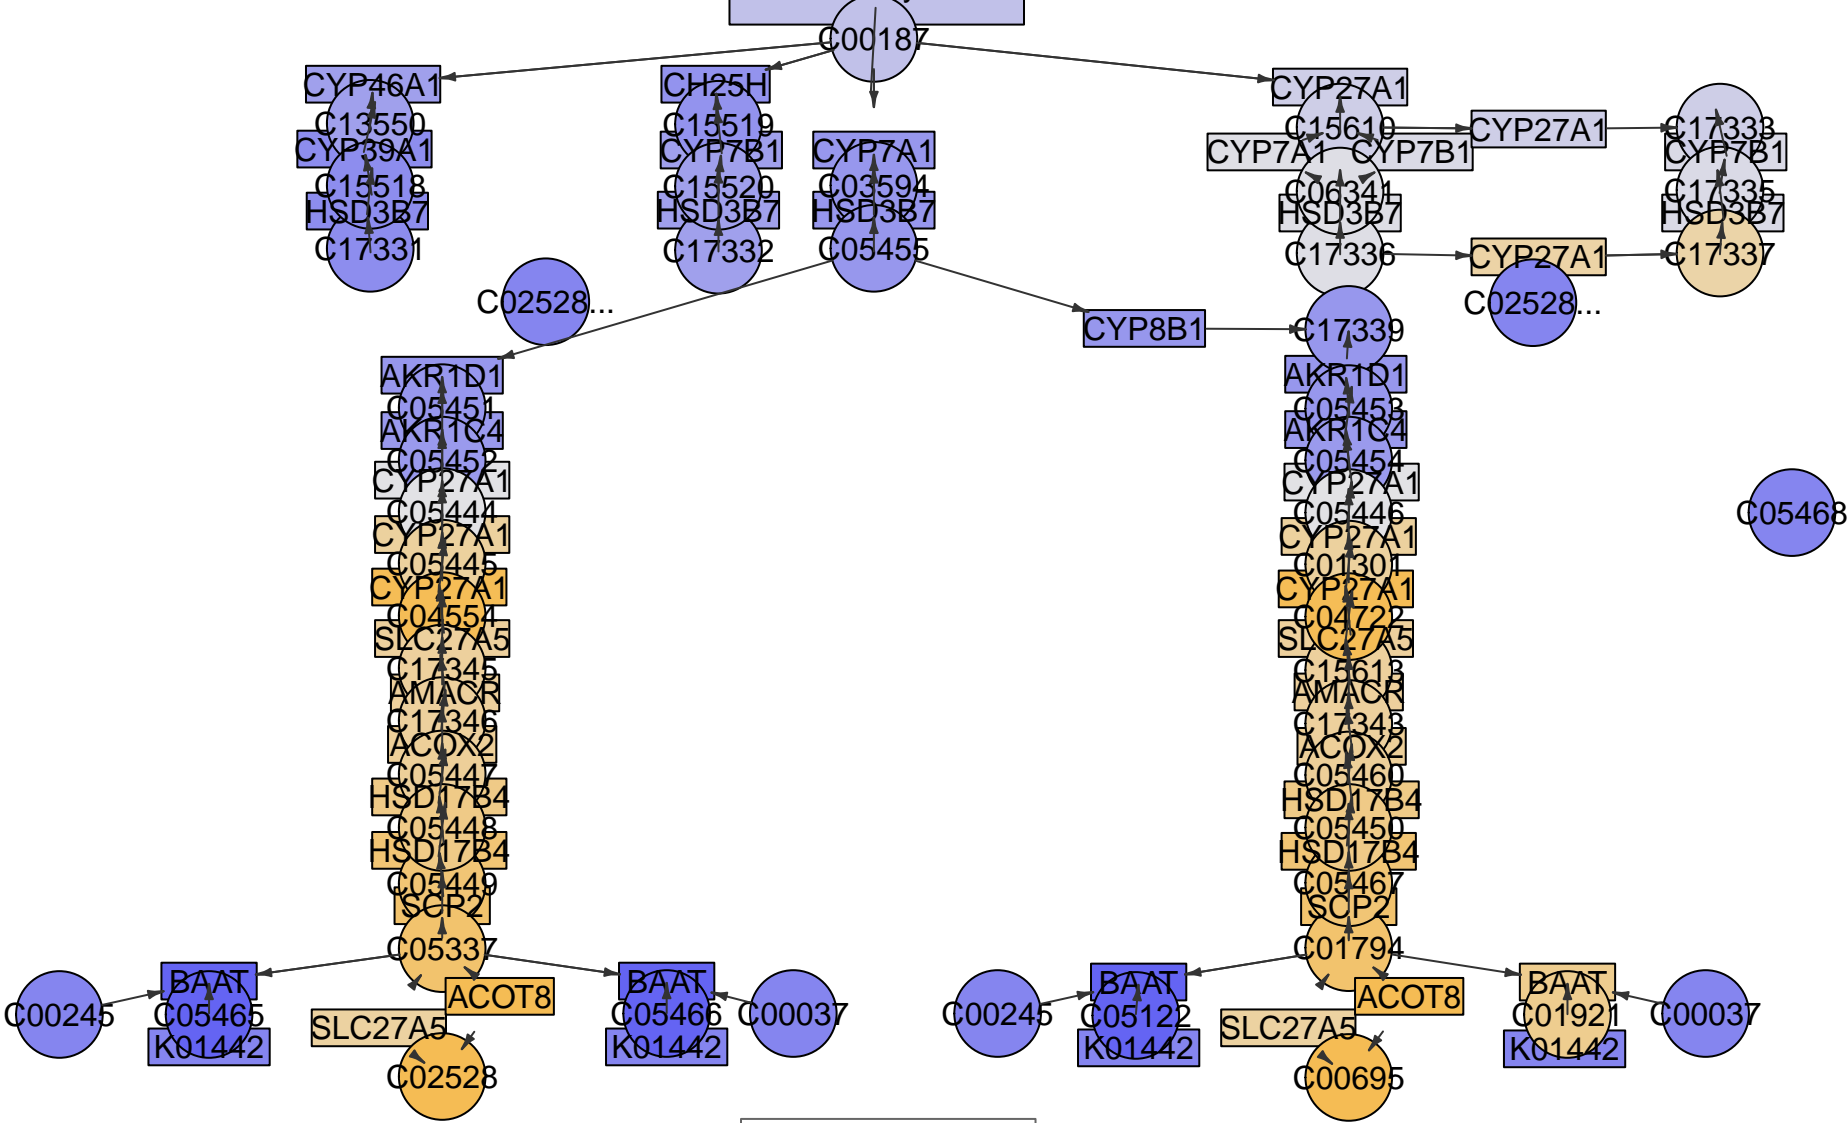 C00187
CYP46A1
CH25H
CYP27A1
C13550
C15519
C15610
CYP27A1
C17333
CYP39A1
CYP7B1
CYP7A1
CYP7A1
CYP7B1
CYP7B1
C15518
C15520
C03594
C06341
C17335
HSD3B7
HSD3B7
HSD3B7
HSD3B7
HSD3B7
C17331
C17332
C05455
C17336
CYP27A1
C17337
C02528...
C02528...
CYP8B1
C17339
AKR1D1
AKR1D1
C05451
C05453
AKR1C4
AKR1C4
C05452
C05454
CYP27A1
CYP27A1
C05444
C05446
C05468
CYP27A1
CYP27A1
C05445
C01301
CYP27A1
CYP27A1
C04554
C04722
SLC27A5
SLC27A5
C17345
C15613
AMACR
AMACR
C17346
C17343
ACOX2
ACOX2
C05447
C05460
HSD17B4
HSD17B4
C05448
C05450
HSD17B4
HSD17B4
C05449
C05467
SCP2
SCP2
C05337
C01794
BAAT
BAAT
BAAT
BAAT
ACOT8
ACOT8
C00245
C05465
C05466
C00037
C00245
C05122
C01921
C00037
SLC27A5
SLC27A5
K01442
K01442
K01442
K01442
C02528
C00695